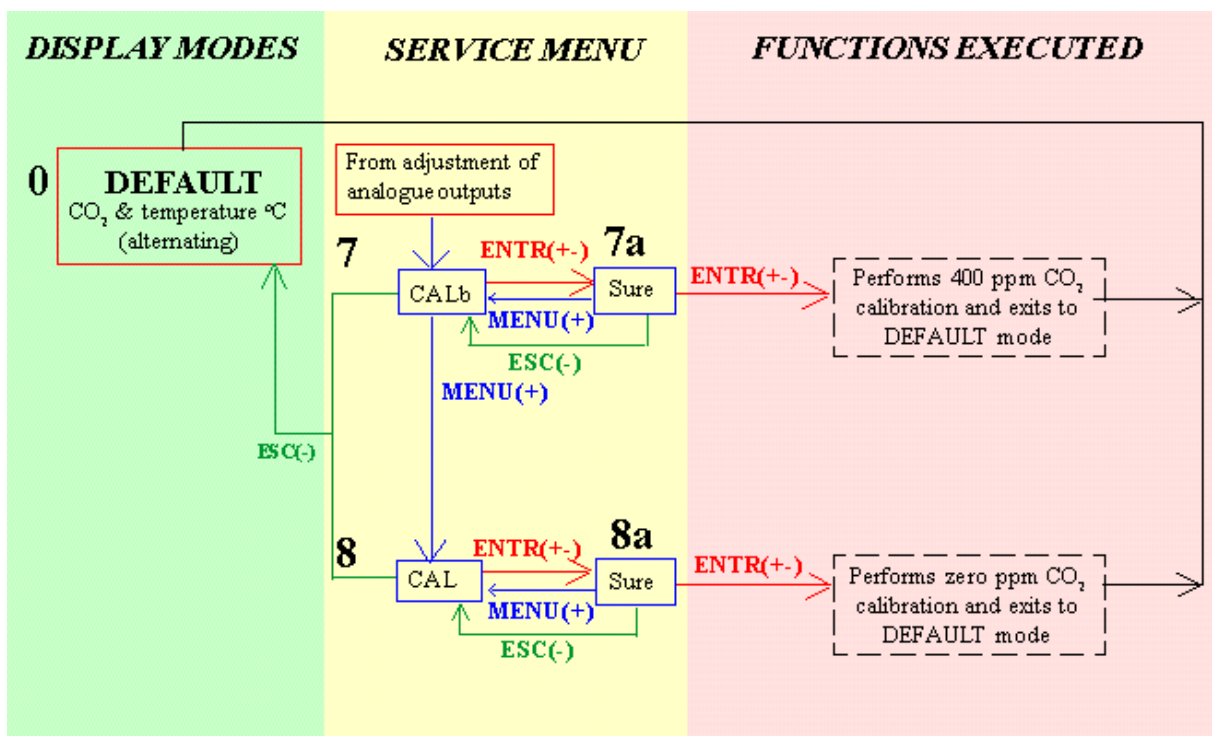 DISPLAY MODES
SERVICE MENU
FUNCTIONS EXECUTED
0
DEFAULT
CO₂ & temperature ºC
(alternating)
From adjustment of
analogue outputs
7
CALb
ENTR(+-)
7a
Sure
MENU(+)
ESC(-)
ENTR(+-)
Performs 400 ppm CO₂
calibration and exits to
DEFAULT mode
MENU(+)
ESC(-)
8
CAL
ENTR(+-)
8a
Sure
MENU(+)
ESC(-)
ENTR(+-)
Performs zero ppm CO₂
calibration and exits to
DEFAULT mode